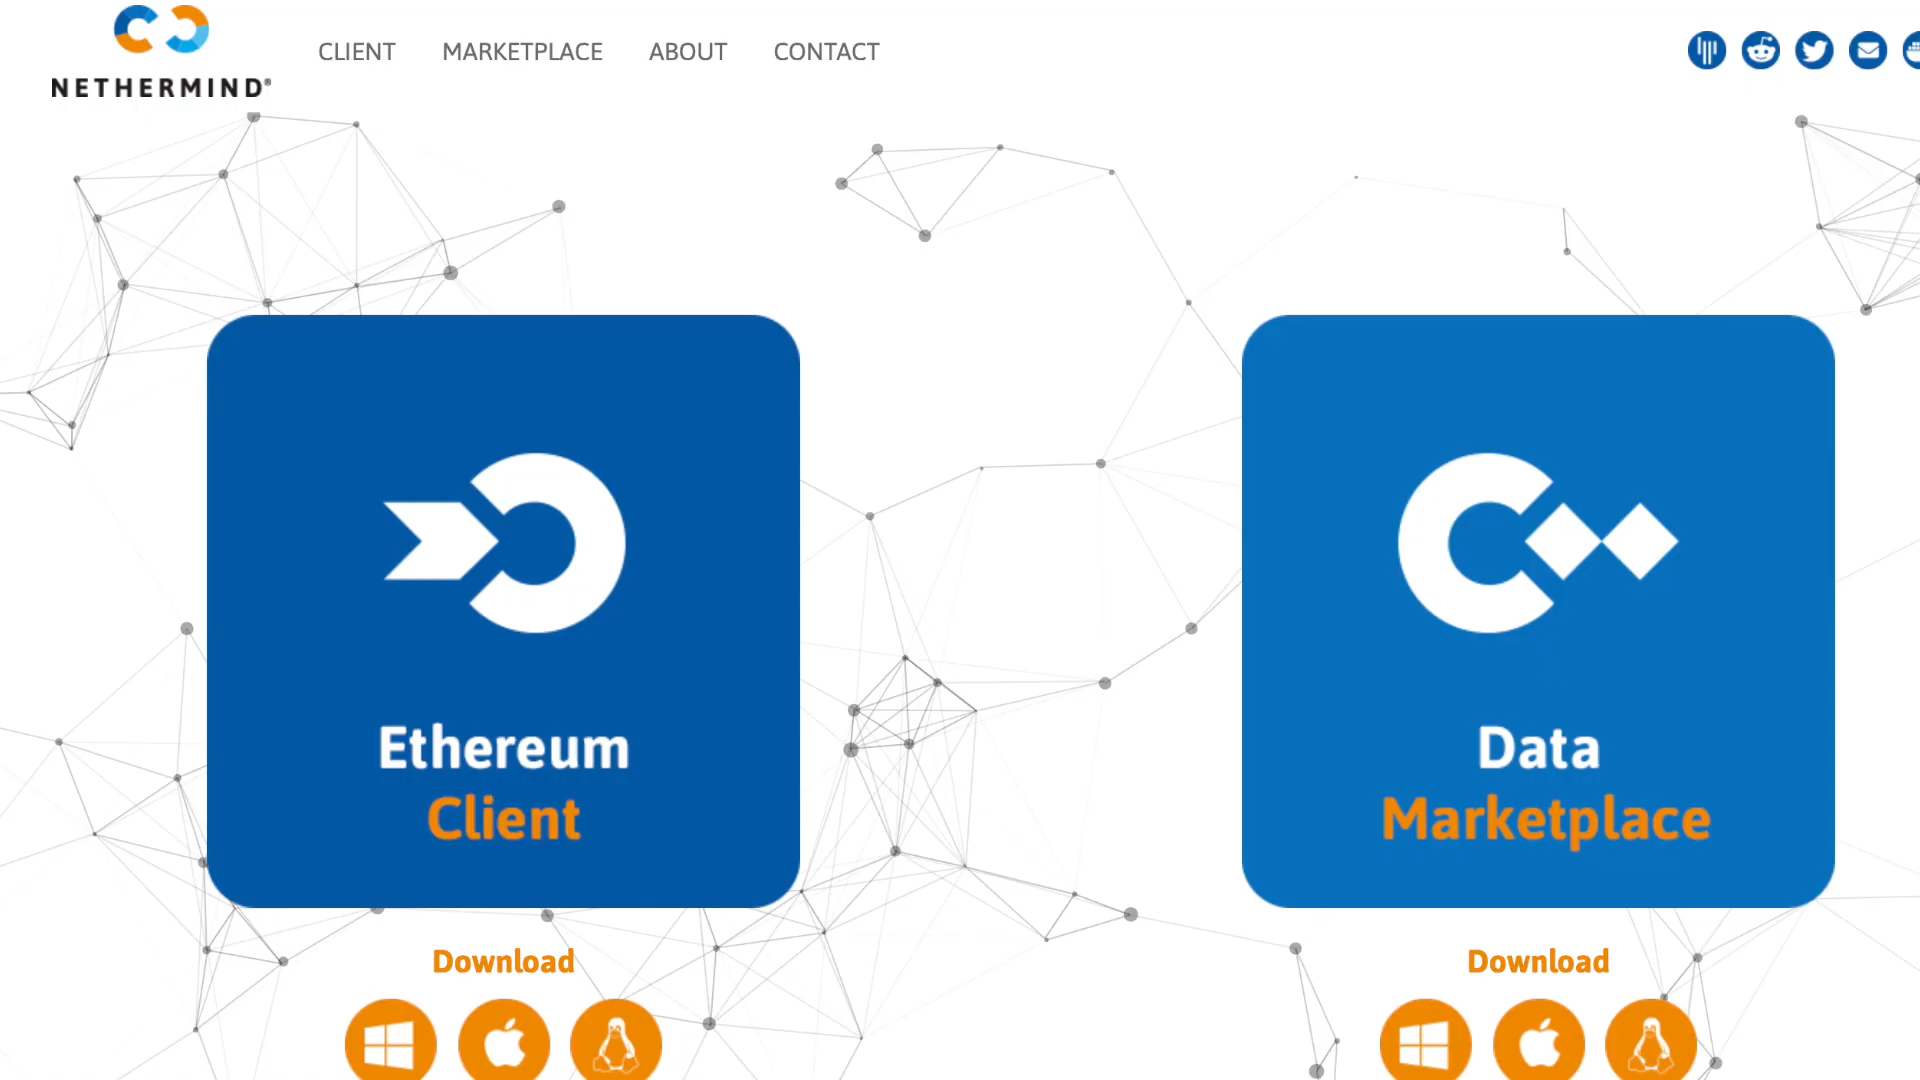 CLIENT MARKETPLACE ABOUT CONTACT
NETHERMIND®
Ethereum
Client
Data
Marketplace
Download
Download